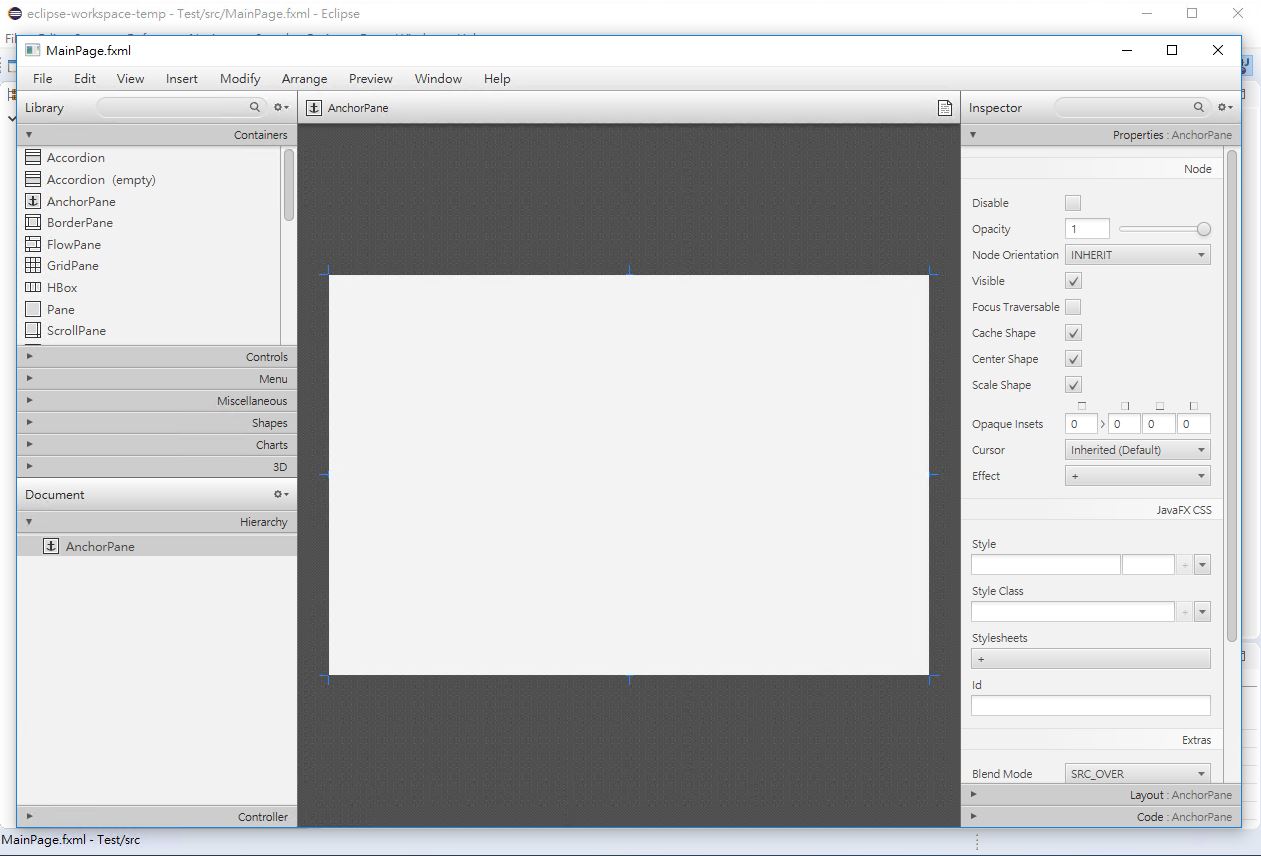 eclipse-workspace-temp - Test/src/MainPage.fxml - Eclipse
MainPage.fxml
File Edit View Insert Modify Arrange Preview Window Help
Library
Containers
Accordion
Accordion (empty)
AnchorPane
BorderPane
FlowPane
GridPane
HBox
Pane
ScrollPane
Controls
Menu
Miscellaneous
Shapes
Charts
3D
Document
Hierarchy
AnchorPane
Controller
AnchorPane
Inspector
Properties : AnchorPane
Node
Disable
Opacity 1
Node Orientation INHERIT
Visible
Focus Traversable
Cache Shape
Center Shape
Scale Shape
Opaque Insets 0 > 0 0 0
Cursor Inherited (Default)
Effect +
JavaFX CSS
Style
+
Style Class
+
Stylesheets
+
Id
Extras
Blend Mode SRC_OVER
Layout : AnchorPane
Code : AnchorPane
MainPage.fxml - Test/src